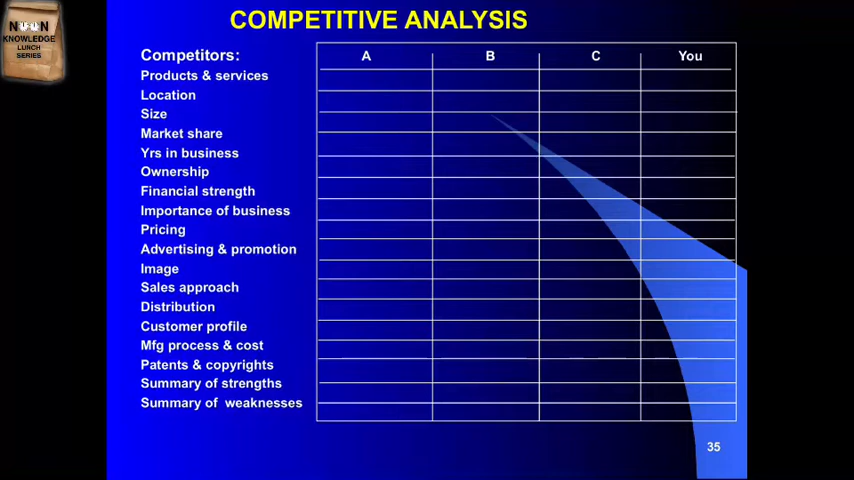 NOON
KNOWLEDGE
LUNCH
SERIES
COMPETITIVE ANALYSIS
Competitors: A B C You
Products & services
Location
Size
Market share
Yrs in business
Ownership
Financial strength
Importance of business
Pricing
Advertising & promotion
Image
Sales approach
Distribution
Customer profile
Mfg process & cost
Patents & copyrights
Summary of strengths
Summary of weaknesses
35